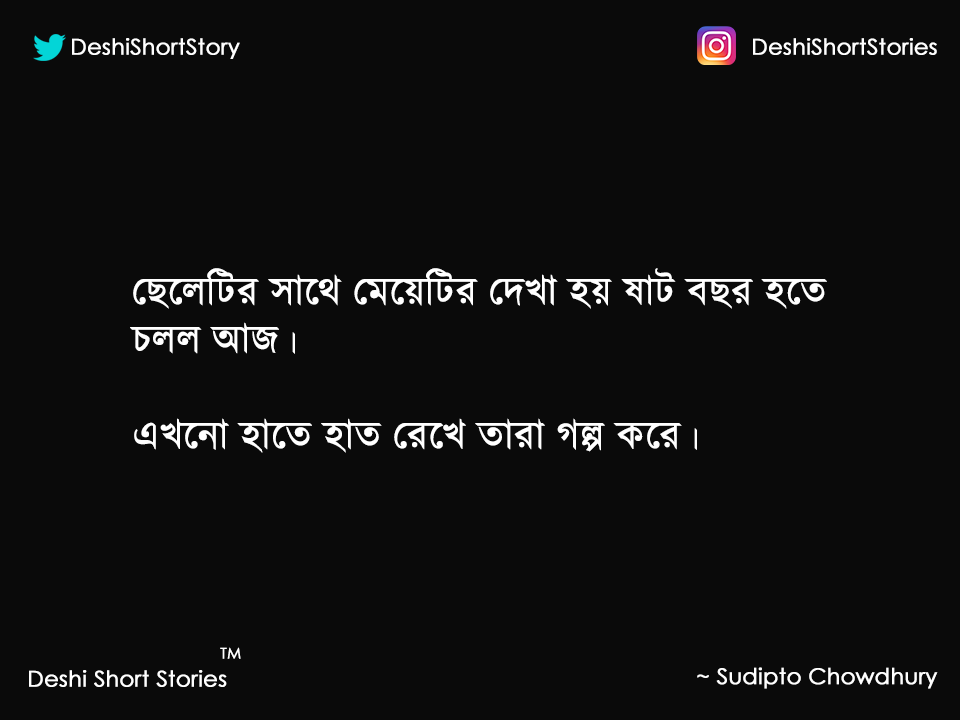 DeshiShortStory
DeshiShortStories
ছেলেটির সাথে মেয়েটির দেখা হয় ষাট বছর হতে
চলল আজ।
এখনো হাতে হাত রেখে তারা গল্প করে।
Deshi Short Stories™
~ Sudipto Chowdhury